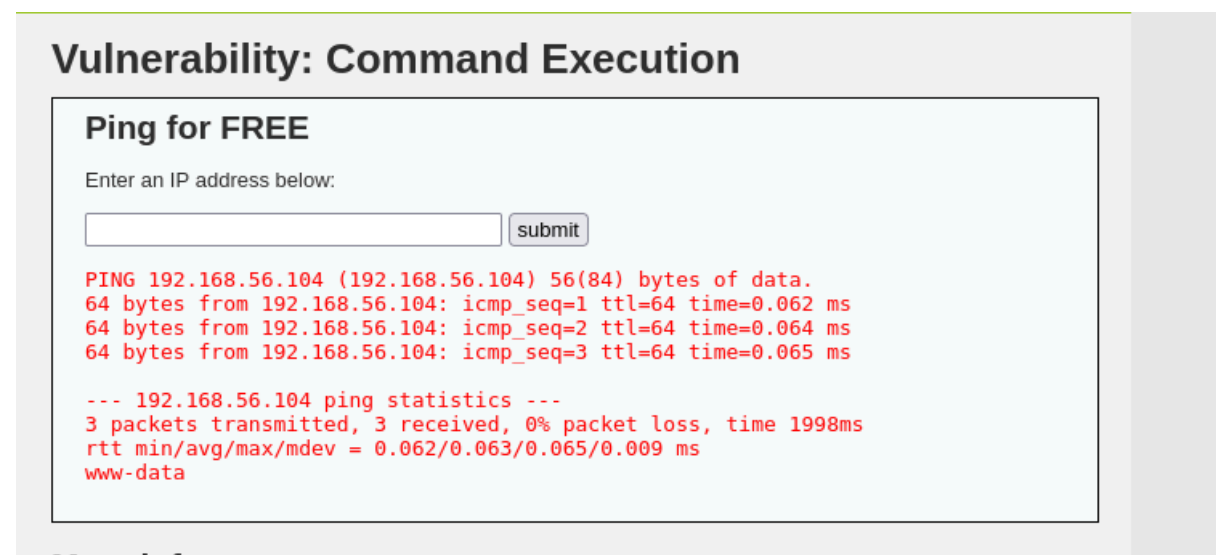 Vulnerability: Command Execution
Ping for FREE
Enter an IP address below:
submit
PING 192.168.56.104 (192.168.56.104) 56(84) bytes of data.
64 bytes from 192.168.56.104: icmp_seq=1 ttl=64 time=0.062 ms
64 bytes from 192.168.56.104: icmp_seq=2 ttl=64 time=0.064 ms
64 bytes from 192.168.56.104: icmp_seq=3 ttl=64 time=0.065 ms
--- 192.168.56.104 ping statistics ---
3 packets transmitted, 3 received, 0% packet loss, time 1998ms
rtt min/avg/max/mdev = 0.062/0.063/0.065/0.009 ms
www-data